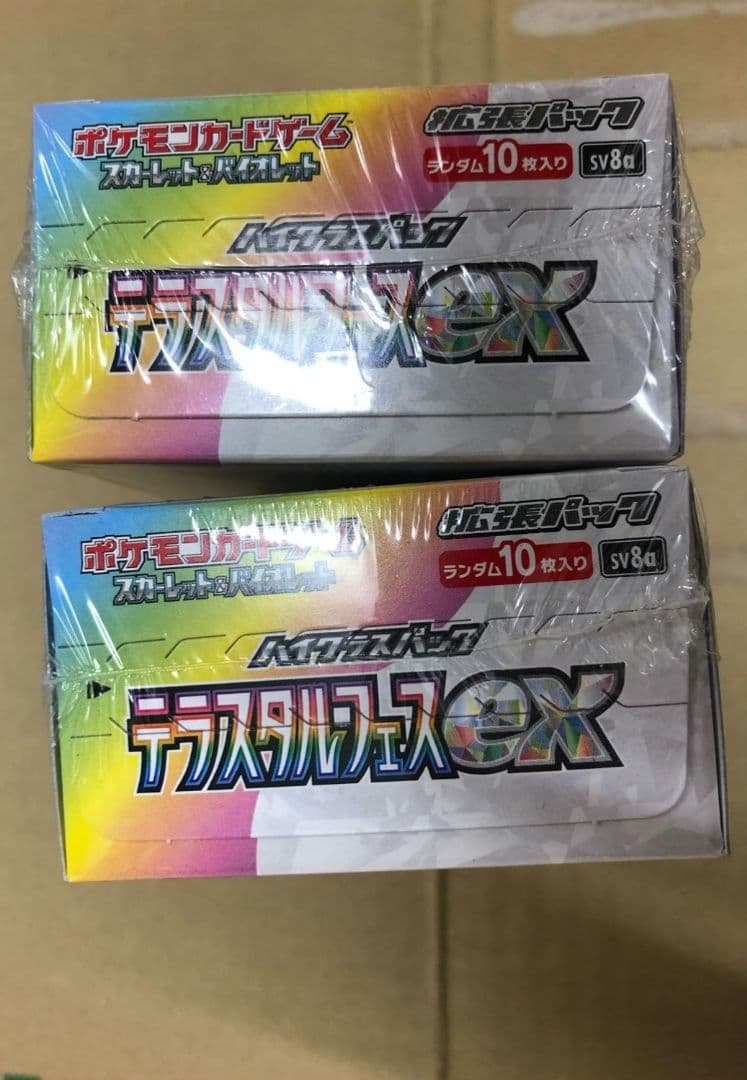 ポケモンカードゲーム
スカーレット&バイオレット
拡張パック
ランダム10枚入り SV8a
ハイクラスパック
テラスタルフェスex
ポケモンカードゲーム
スカーレット&バイオレット
拡張パック
ランダム10枚入り SV8a
ハイクラスパック
テラスタルフェスex